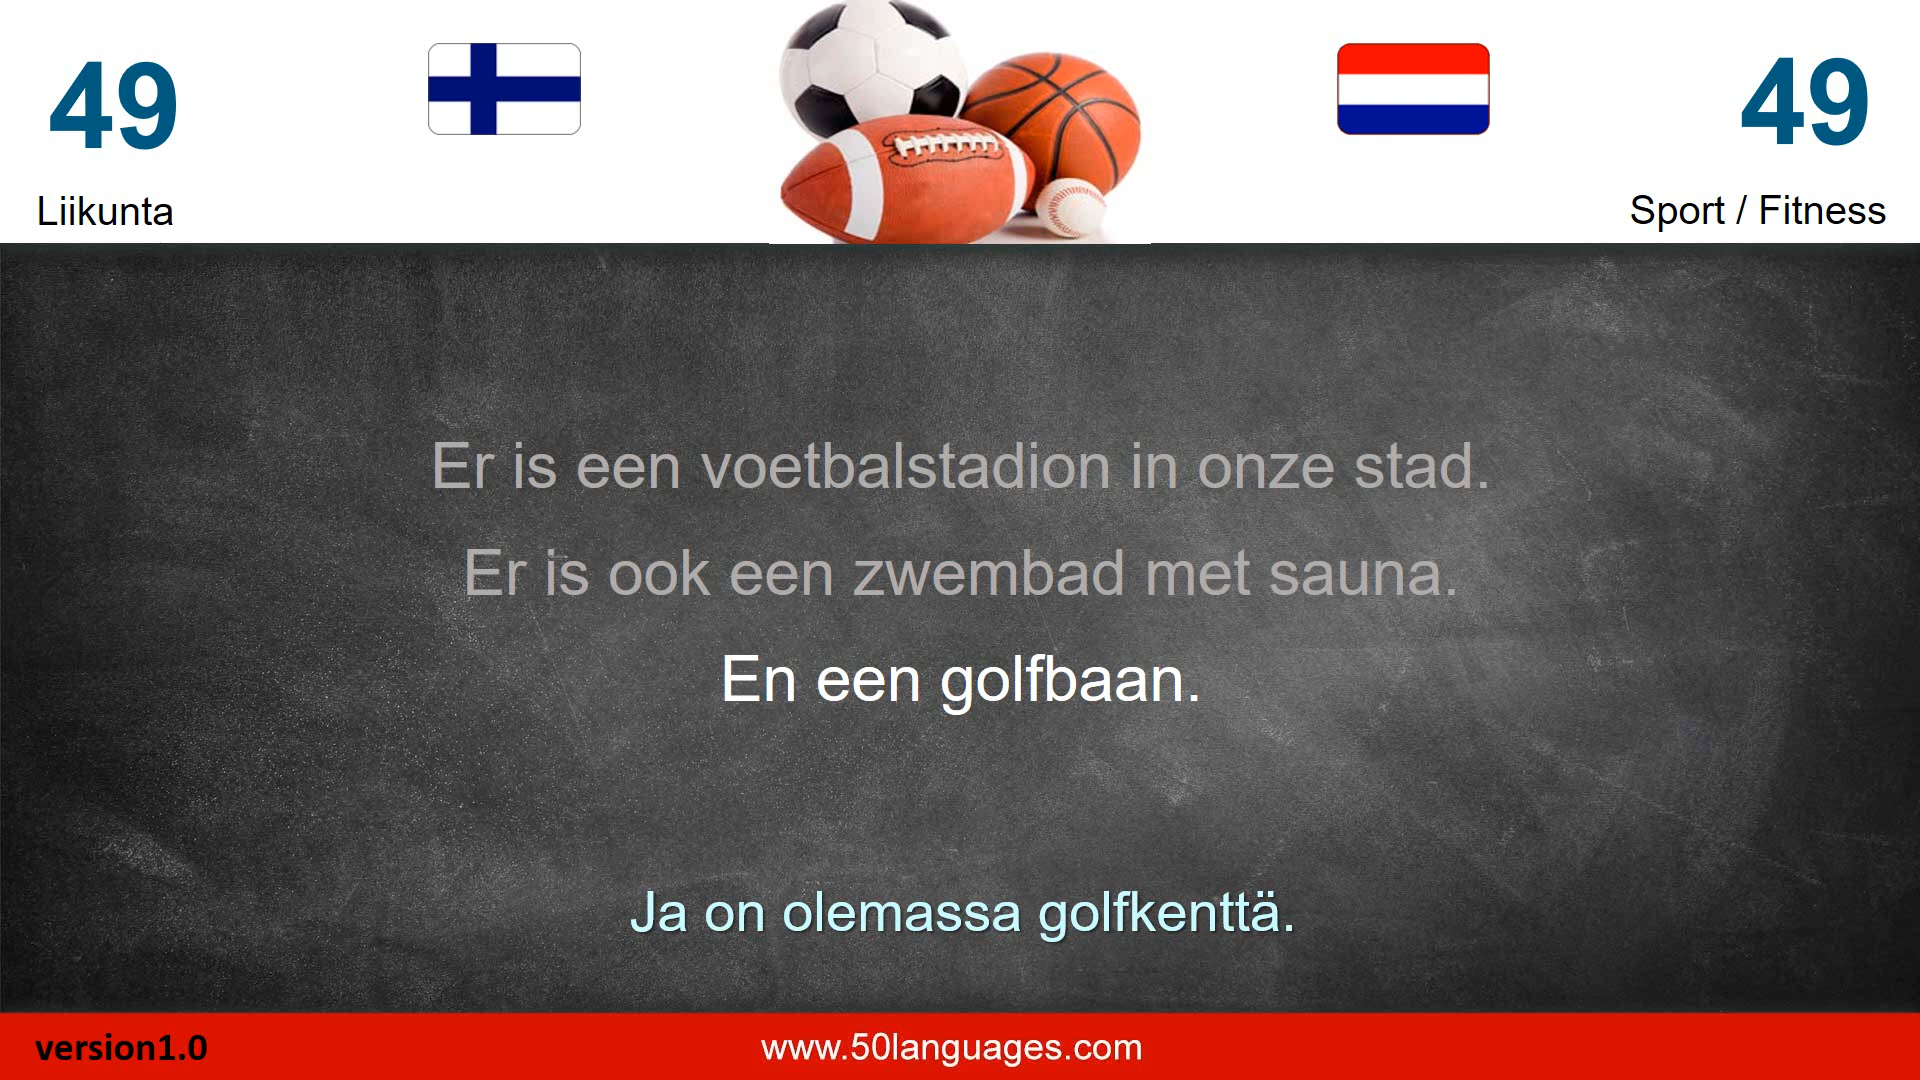 49
49
Liikunta
Sport / Fitness
Er is een voetbalstadion in onze stad.
Er is ook een zwembad met sauna.
En een golfbaan.
Ja on olemassa golfkenttä.
version1.0
www.50languages.com